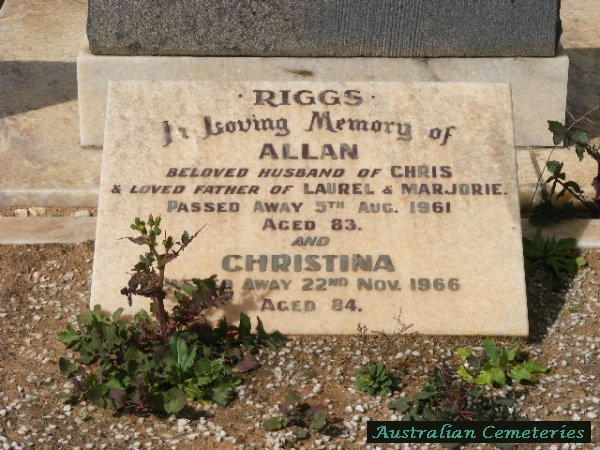 · RIGGS ·
In Loving Memory of
ALLAN
BELOVED HUSBAND OF CHRIS
& LOVED FATHER OF LAUREL & MARJORIE.
PASSED AWAY 5TH AUG. 1961
AGED 83.
AND
CHRISTINA
AWAY 22ND NOV. 1966
AGED 84.
Australian Cemeteries